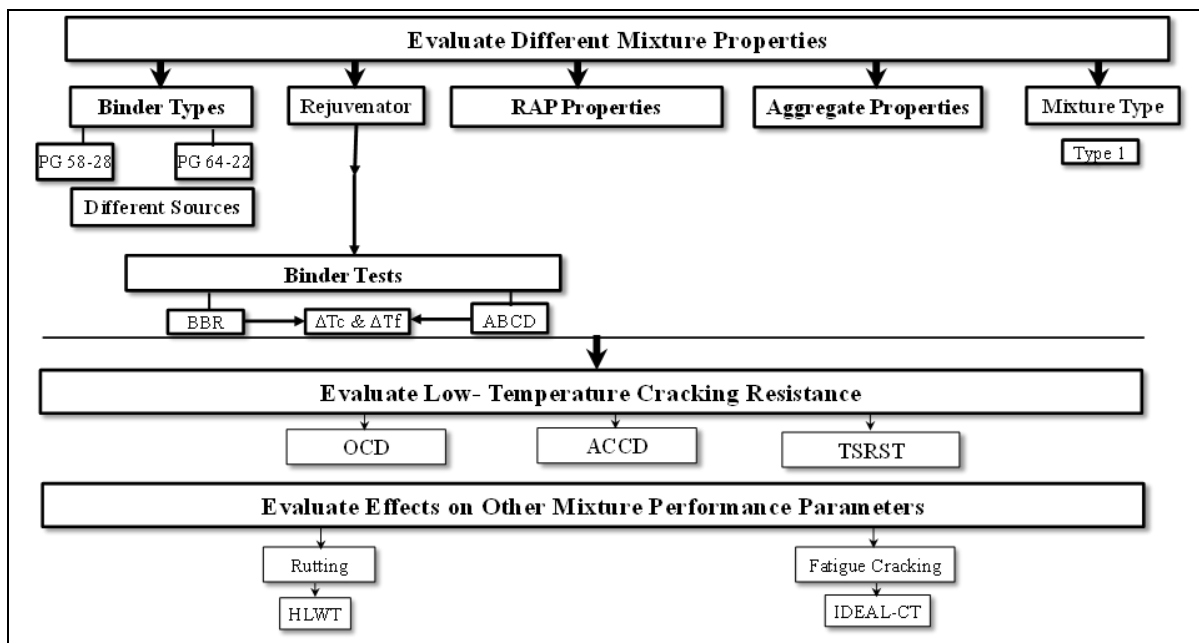 Evaluate Different Mixture Properties
Binder Types
Rejuvenator
RAP Properties
Aggregate Properties
Mixture Type
PG 58-28
PG 64-22
Type 1
Different Sources
Binder Tests
BBR
ΔTc & ΔTf
ABCD
Evaluate Low- Temperature Cracking Resistance
OCD
ACCD
TSRST
Evaluate Effects on Other Mixture Performance Parameters
Rutting
Fatigue Cracking
HLWT
IDEAL-CT